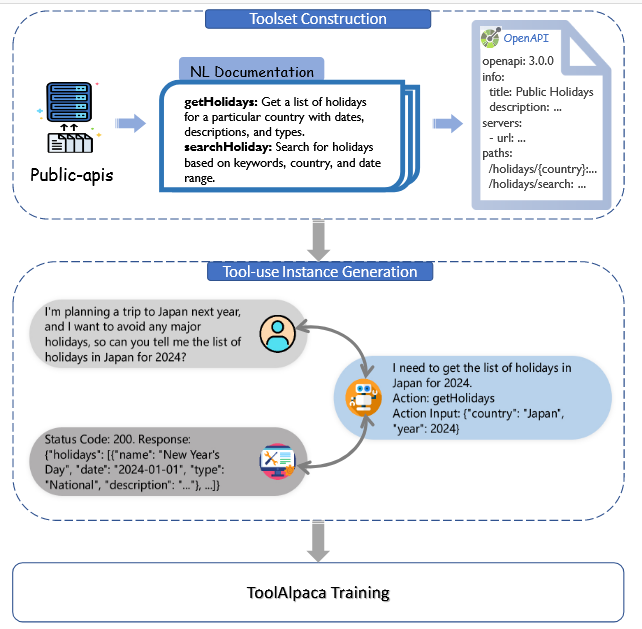 Toolset Construction
Public-apis
NL Documentation
getHolidays: Get a list of holidays
for a particular country with dates,
descriptions, and types.
searchHoliday: Search for holidays
based on keywords, country, and date
range.
OpenAPI
openapi: 3.0.0
info:
title: Public Holidays
description: ...
servers:
- url: ...
paths:
/holidays/{country}:...
/holidays/search: ...
Tool-use Instance Generation
I'm planning a trip to Japan next year,
and I want to avoid any major
holidays, so can you tell me the list of
holidays in Japan for 2024?
I need to get the list of holidays in
Japan for 2024.
Action: getHolidays
Action Input: {"country": "Japan",
"year": 2024}
Status Code: 200. Response:
{"holidays": [{"name": "New Year's
Day", "date": "2024-01-01", "type":
"National", "description": "..."}, ...]}
ToolAlpaca Training